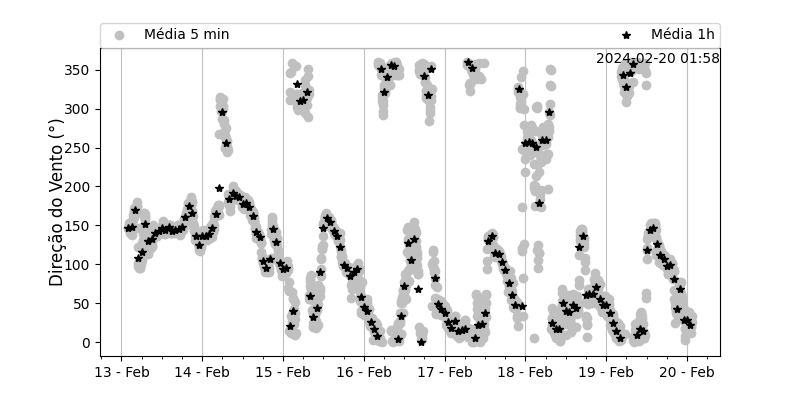 Média 5 min
Média 1h
2024-02-20 01:58
Direção do Vento (°)
350
300
250
200
150
100
50
0
13 - Feb
14 - Feb
15 - Feb
16 - Feb
17 - Feb
18 - Feb
19 - Feb
20 - Feb